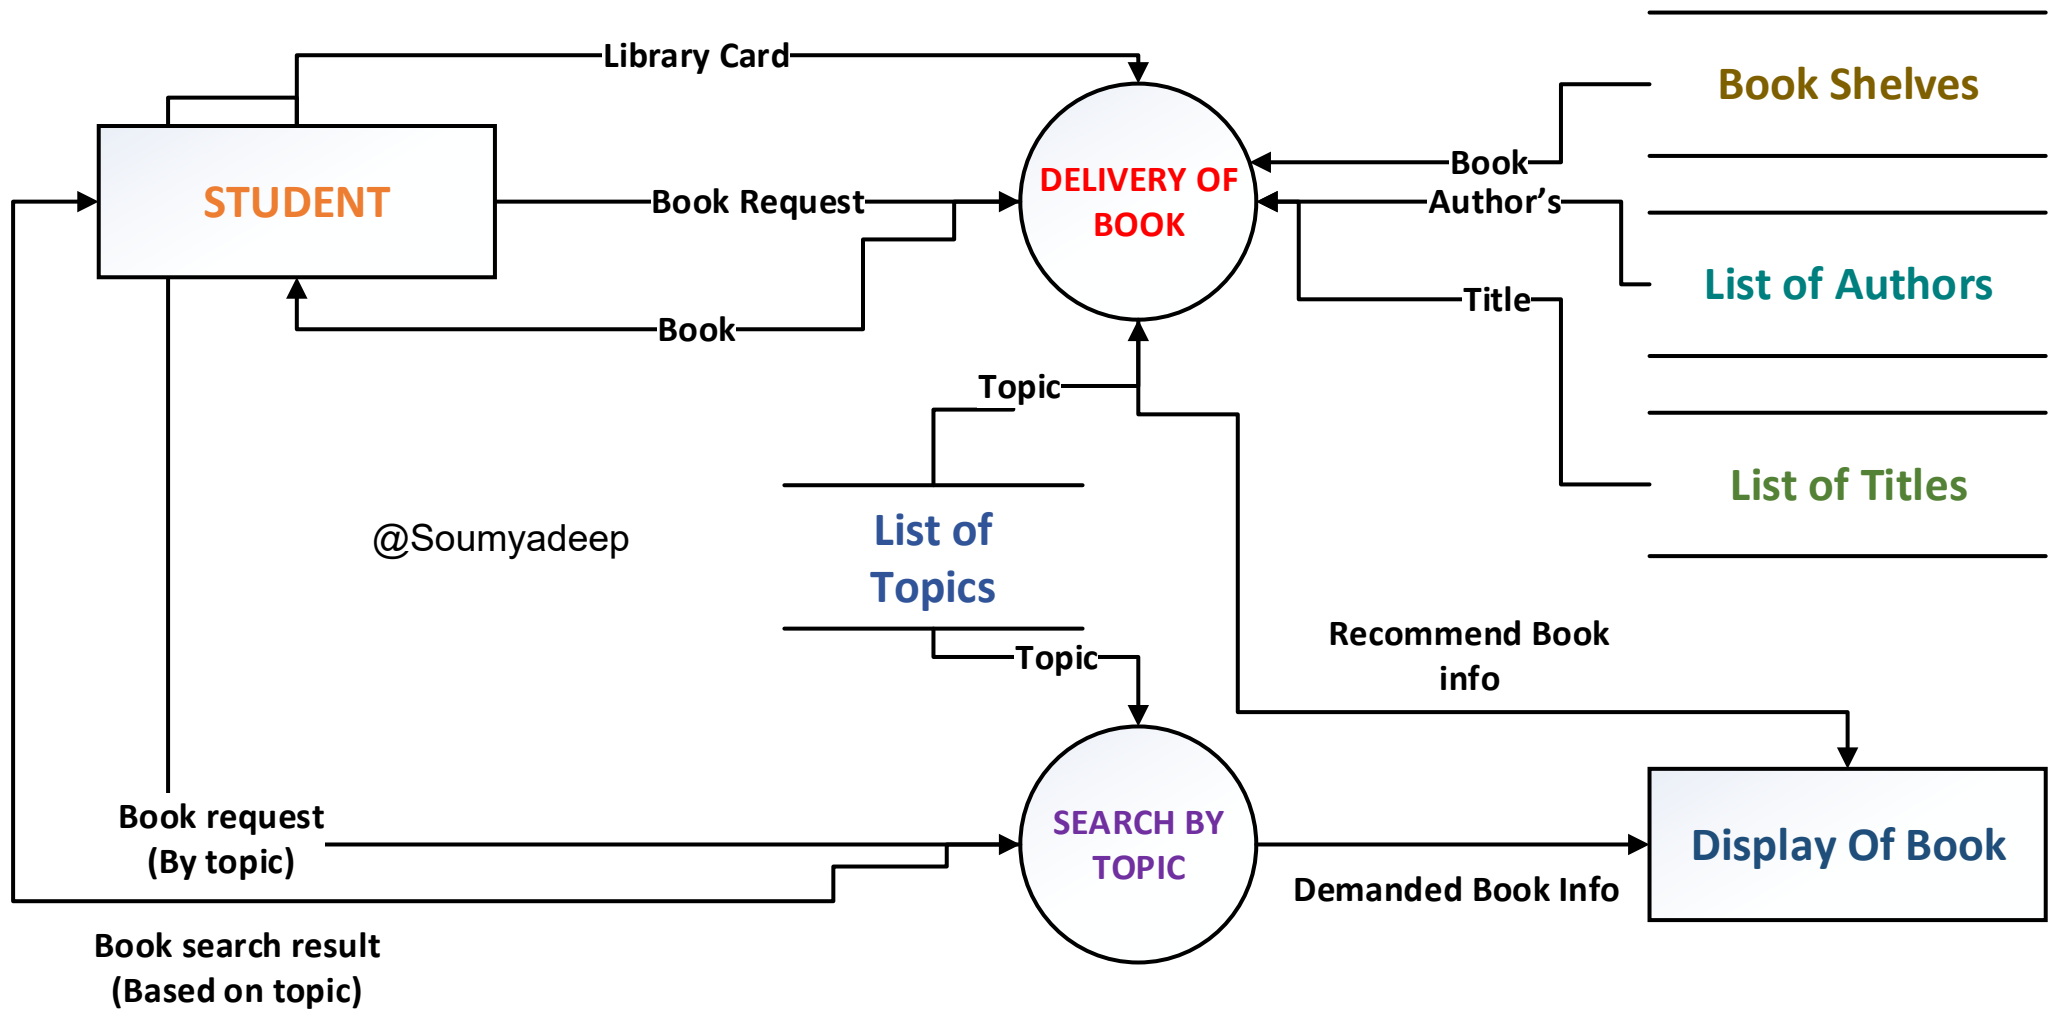 Library Card
Book Shelves
STUDENT
Book Request
DELIVERY OF
BOOK
Book
Author's
List of Authors
Title
Book
Topic
List of Titles
@Soumyadeep
List of
Topics
Topic
Recommend Book
info
Book request
(By topic)
SEARCH BY
TOPIC
Display Of Book
Demanded Book Info
Book search result
(Based on topic)